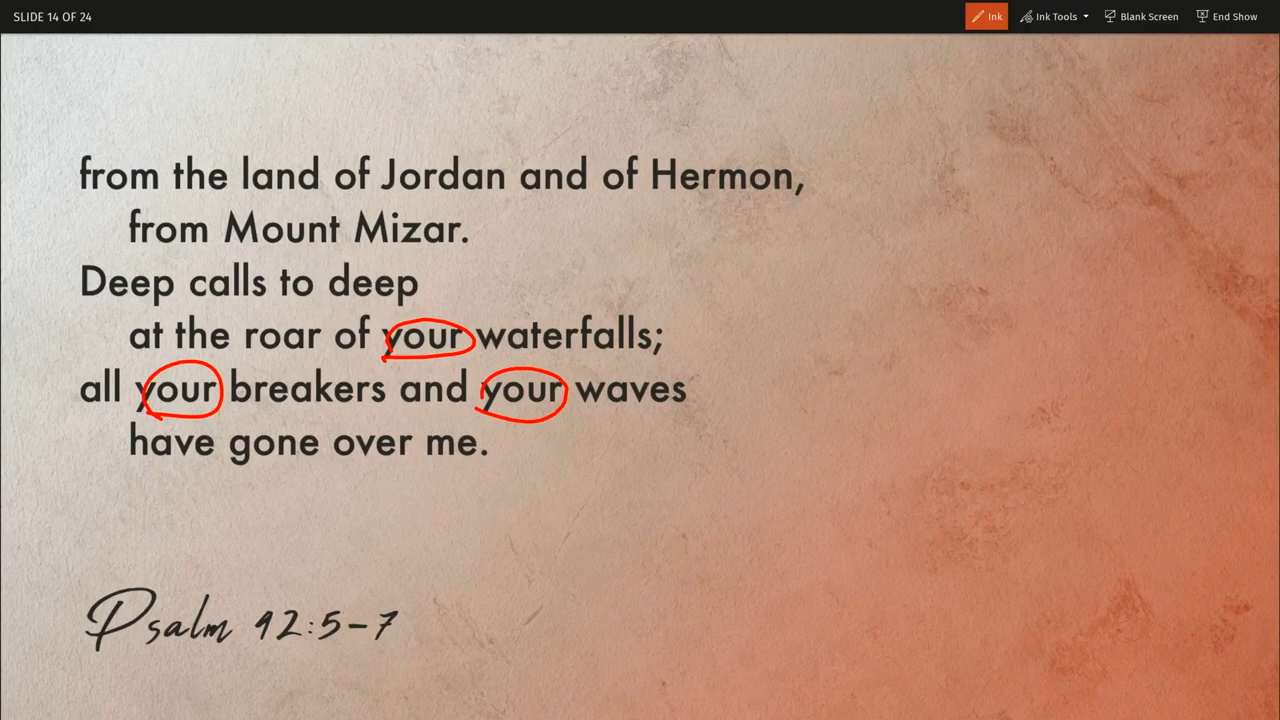 SLIDE 14 OF 24
Ink
Ink Tools
Blank Screen
End Show
from the land of Jordan and of Hermon,
from Mount Mizar.
Deep calls to deep
at the roar of your waterfalls;
all your breakers and your waves
have gone over me.
Psalm 42:5-7